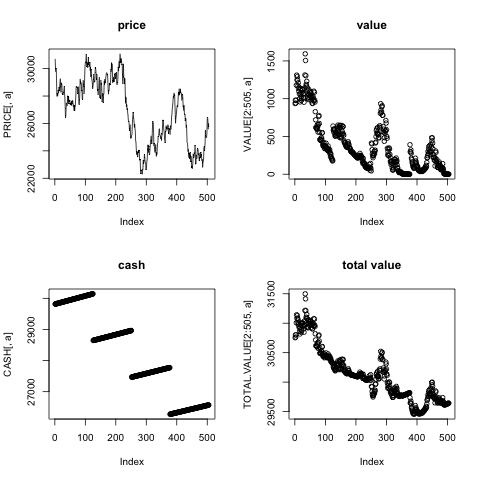 price
PRICE[, a]
22000 26000 30000
0 100 200 300 400 500
Index
value
VALUE[2:505, a]
0 500 1000 1500
0 100 200 300 400 500
Index
cash
CASH[, a]
27000 29000
0 100 200 300 400 500
Index
total value
TOTAL.VALUE[2:505, a]
29500 30500 31500
0 100 200 300 400 500
Index